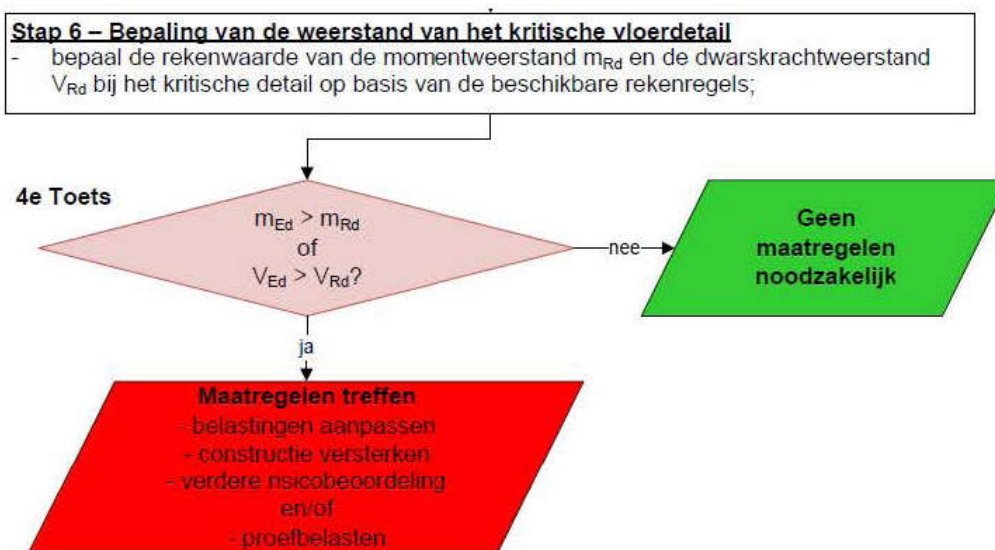 Stap 6 – Bepaling van de weerstand van het kritische vloerdetail
- bepaal de rekenwaarde van de momentweerstand mRd en de dwarskrachtweerstand
VRd bij het kritische detail op basis van de beschikbare rekenregels;
4e Toets
mEd > mRd
of
VEd > VRd?
nee
Geen
maatregelen
noodzakelijk
ja
Maatregelen treffen
- belastingen aanpassen
- constructie versterken
- verdere risicobeoordeling
en/of
- proefbelasten